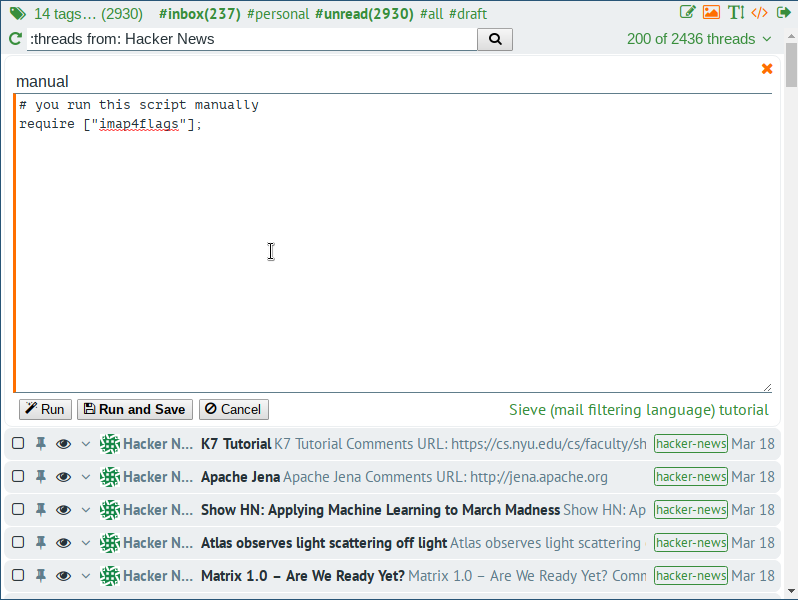 14 tags… (2930) #inbox(237) #personal #unread(2930) #all #draft
:threads from: Hacker News 200 of 2436 threads
manual
# you run this script manually
require ["imap4flags"];
Run Run and Save Cancel Sieve (mail filtering language) tutorial
Hacker N… K7 Tutorial K7 Tutorial Comments URL: https://cs.nyu.edu/cs/faculty/sh hacker-news Mar 18
Hacker N… Apache Jena Apache Jena Comments URL: http://jena.apache.org hacker-news Mar 18
Hacker N… Show HN: Applying Machine Learning to March Madness Show HN: Ap hacker-news Mar 18
Hacker N… Atlas observes light scattering off light Atlas observes light scattering hacker-news Mar 18
Hacker N… Matrix 1.0 – Are We Ready Yet? Matrix 1.0 – Are We Ready Yet? Comm hacker-news Mar 18